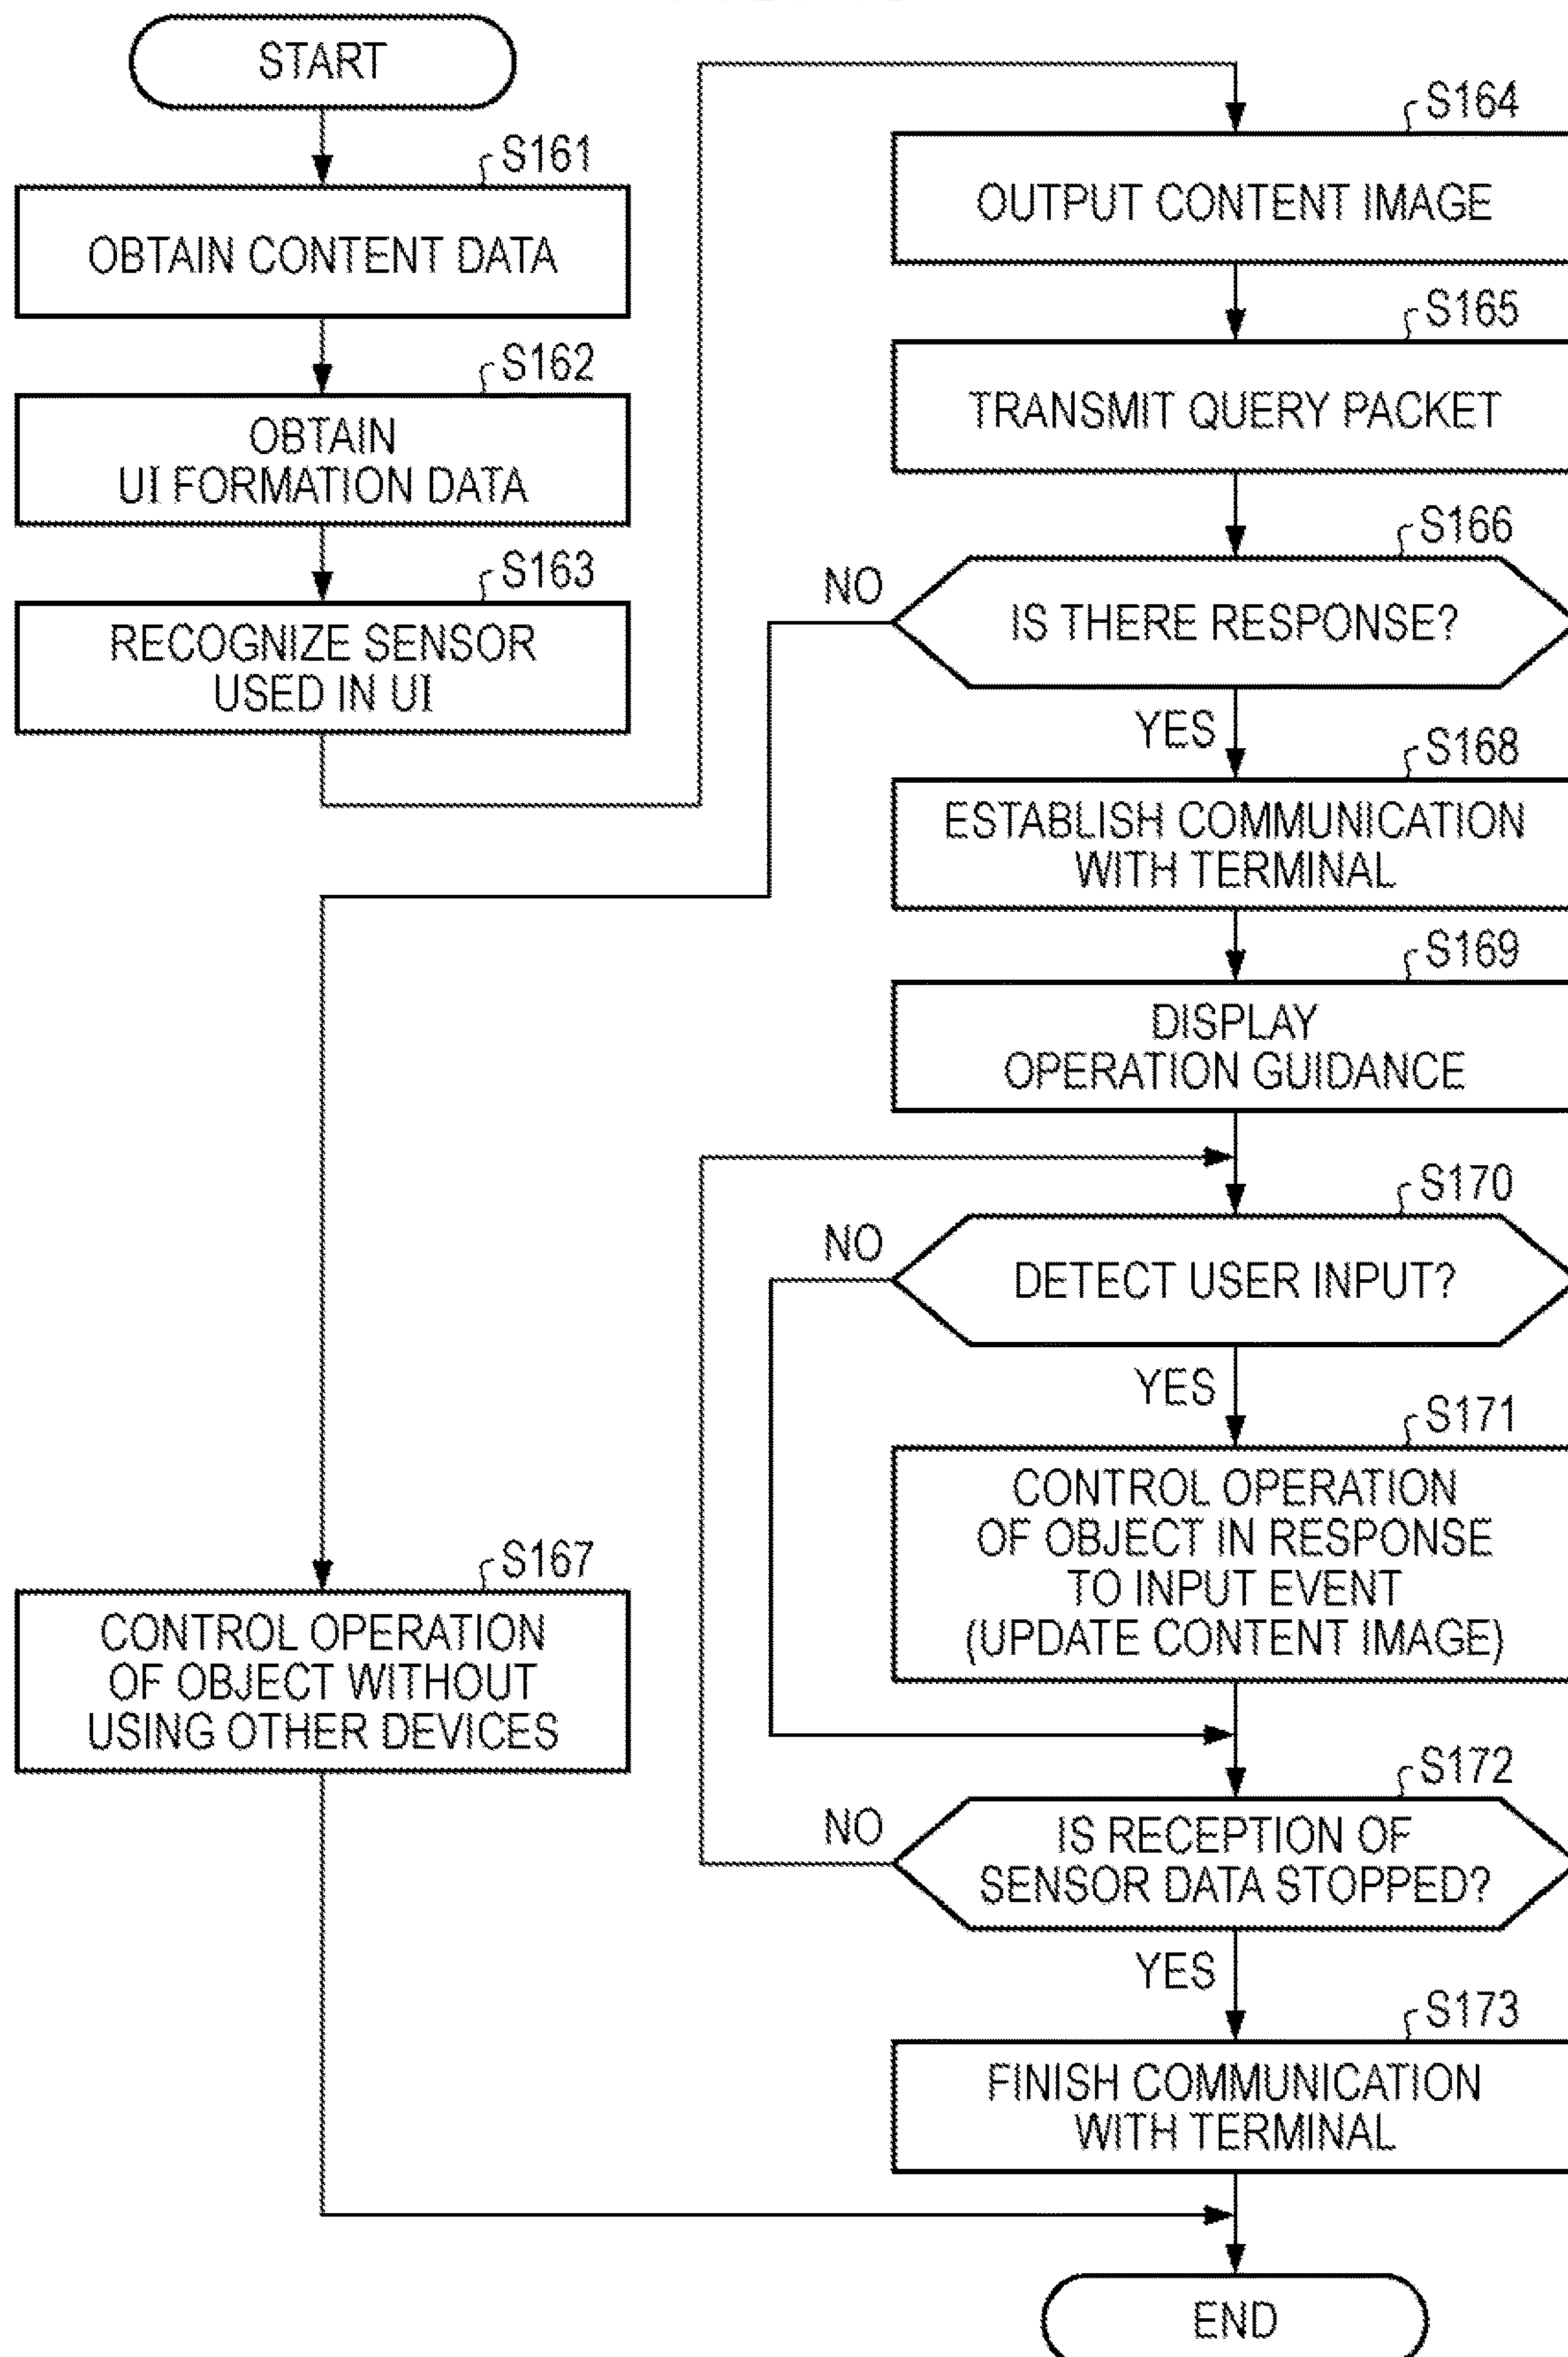 START
S161
OBTAIN CONTENT DATA
S162
OBTAIN
UI FORMATION DATA
S163
RECOGNIZE SENSOR
USED IN UI
S164
OUTPUT CONTENT IMAGE
S165
TRANSMIT QUERY PACKET
S166
NO
IS THERE RESPONSE?
YES
S168
ESTABLISH COMMUNICATION
WITH TERMINAL
S169
DISPLAY
OPERATION GUIDANCE
S170
NO
DETECT USER INPUT?
YES
S171
CONTROL OPERATION
OF OBJECT IN RESPONSE
TO INPUT EVENT
(UPDATE CONTENT IMAGE)
S167
CONTROL OPERATION
OF OBJECT WITHOUT
USING OTHER DEVICES
S172
NO
IS RECEPTION OF
SENSOR DATA STOPPED?
YES
S173
FINISH COMMUNICATION
WITH TERMINAL
END